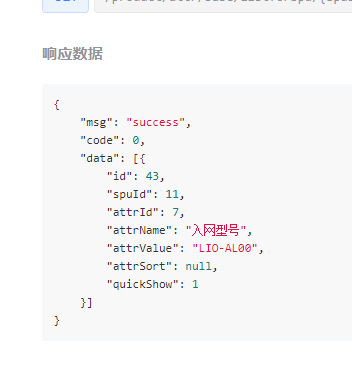 响应数据
{
"msg": "success",
"code": 0,
"data": [{
"id": 43,
"spuId": 11,
"attrId": 7,
"attrName": "入网型号",
"attrValue": "LIO-AL00",
"attrSort": null,
"quickShow": 1
}]
}